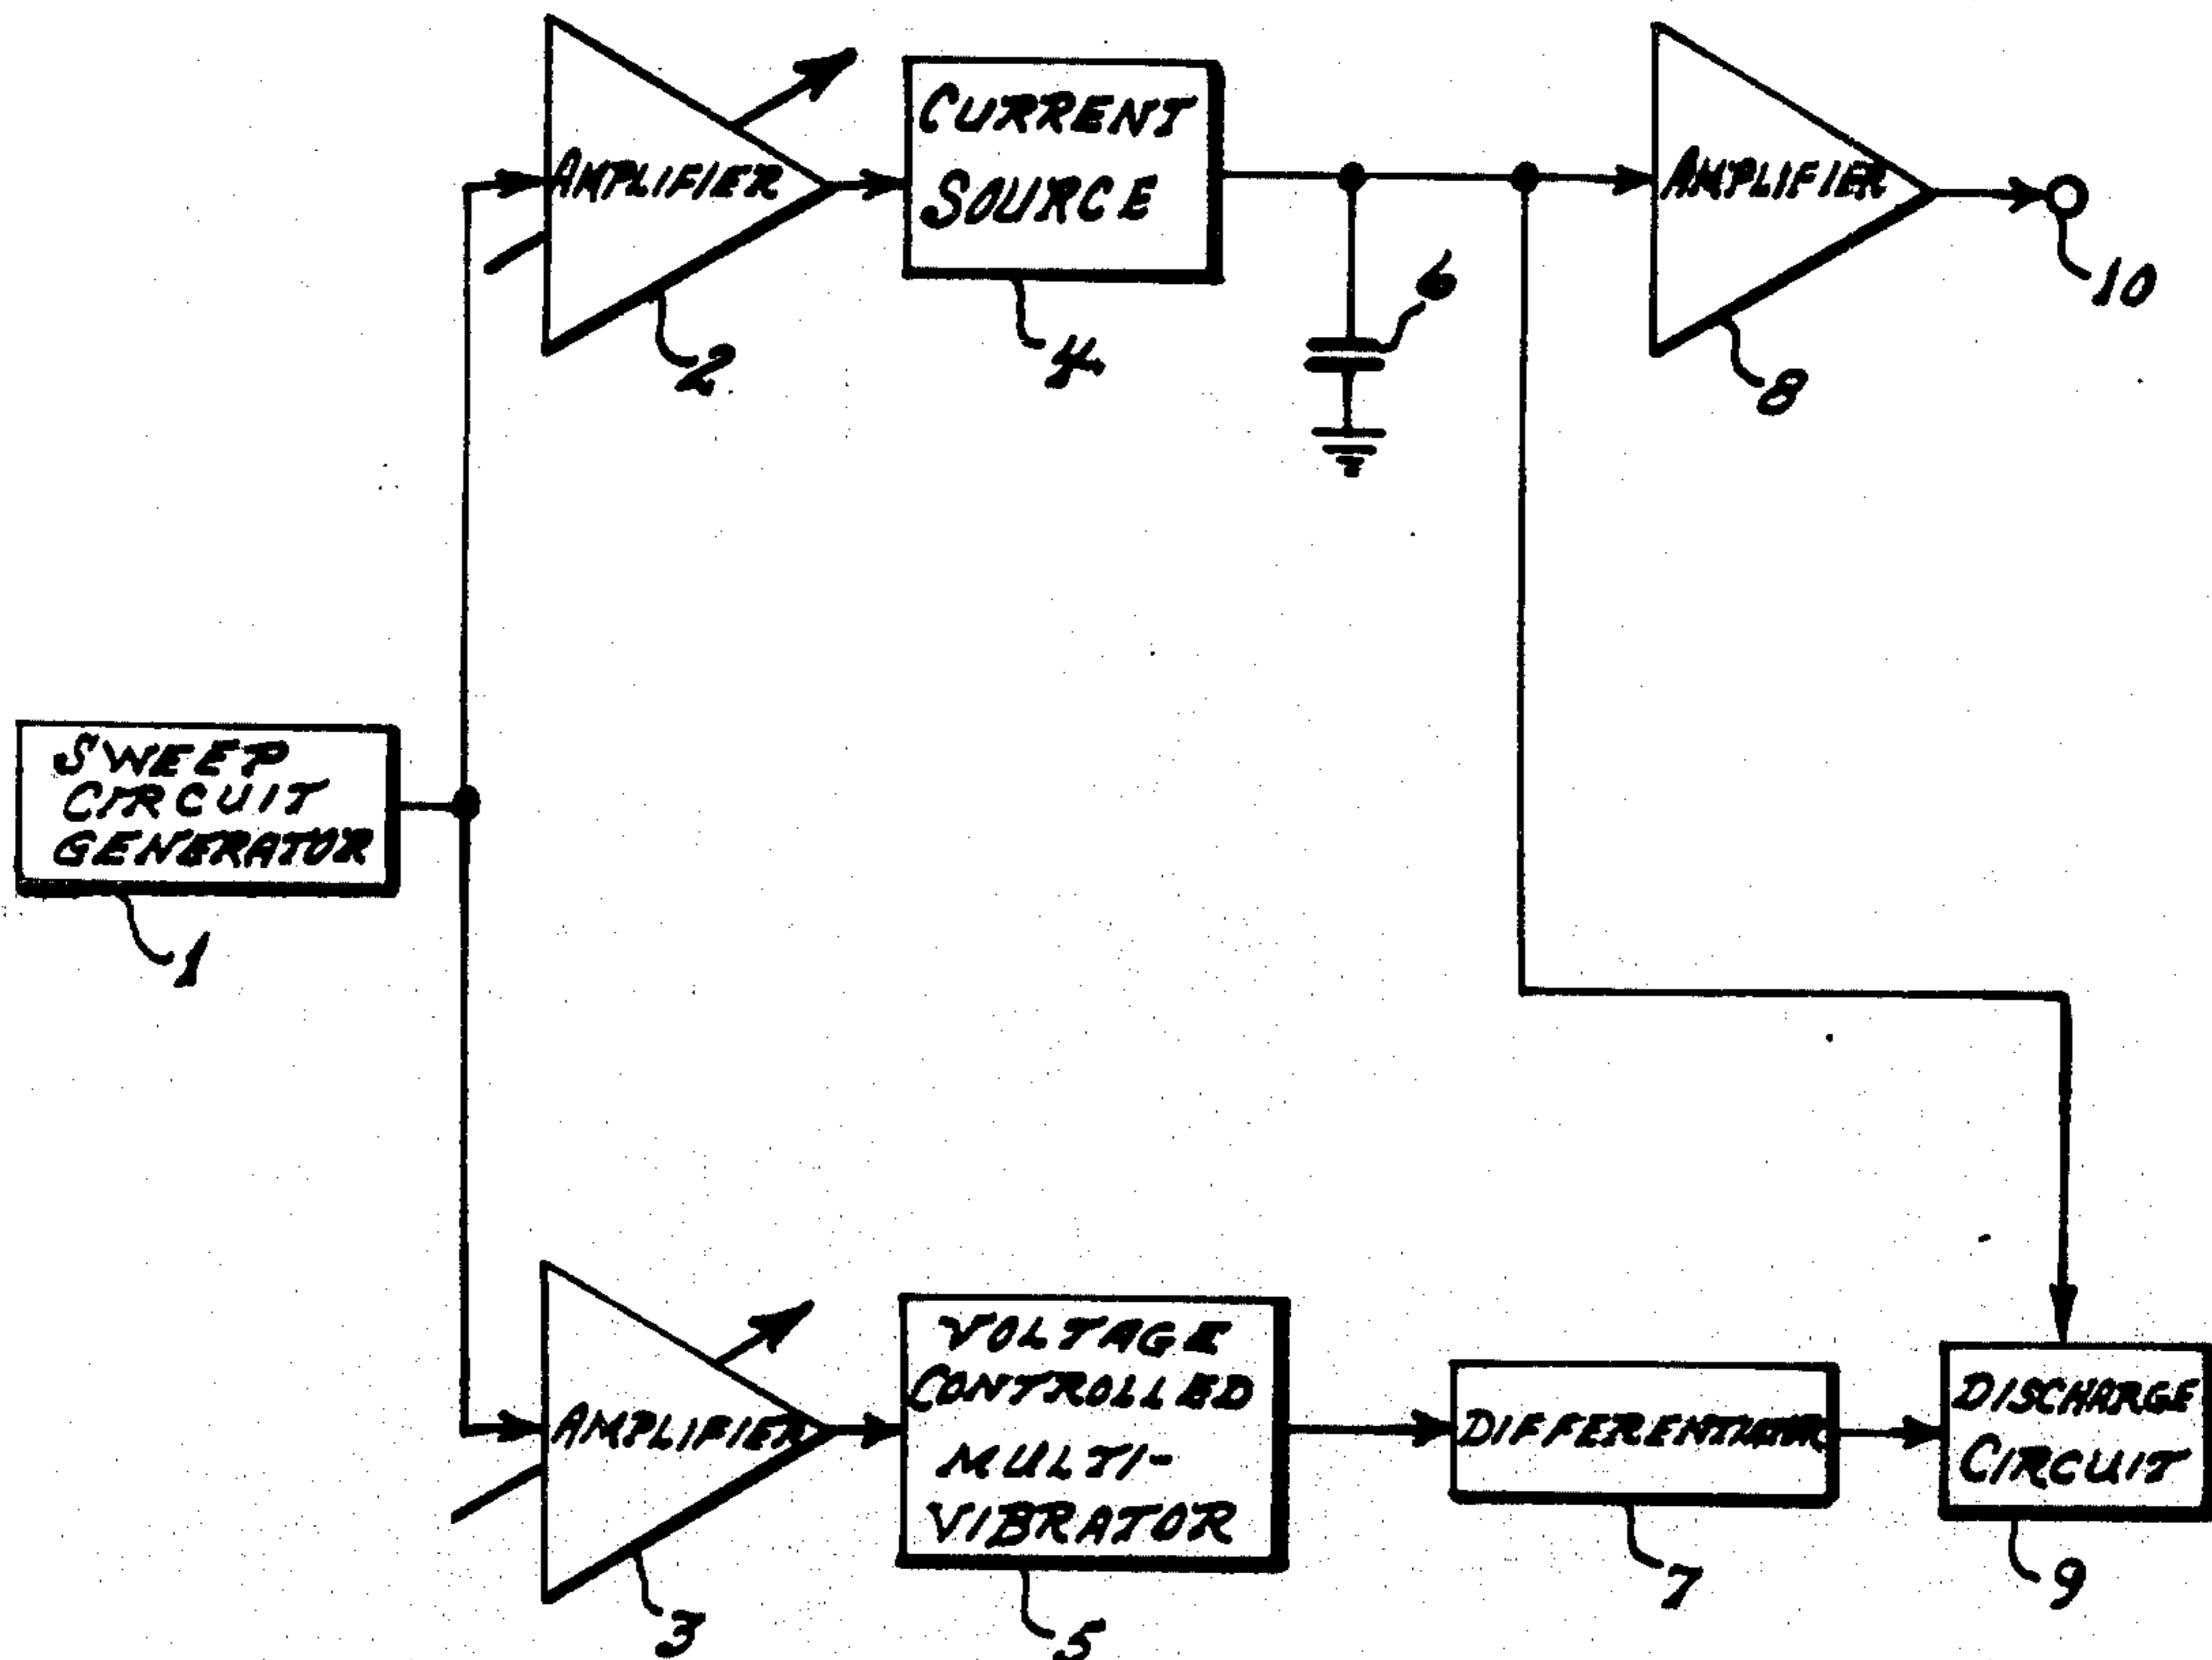 AMPLIFIER
2
CURRENT
SOURCE
4
6
AMPLIFIER
8
10
SWEEP
CIRCUIT
GENERATOR
1
AMPLIFIER
3
VOLTAGE
CONTROLLED
MULTI-
VIBRATOR
5
DIFFERENTIATOR
7
DISCHARGE
CIRCUIT
9